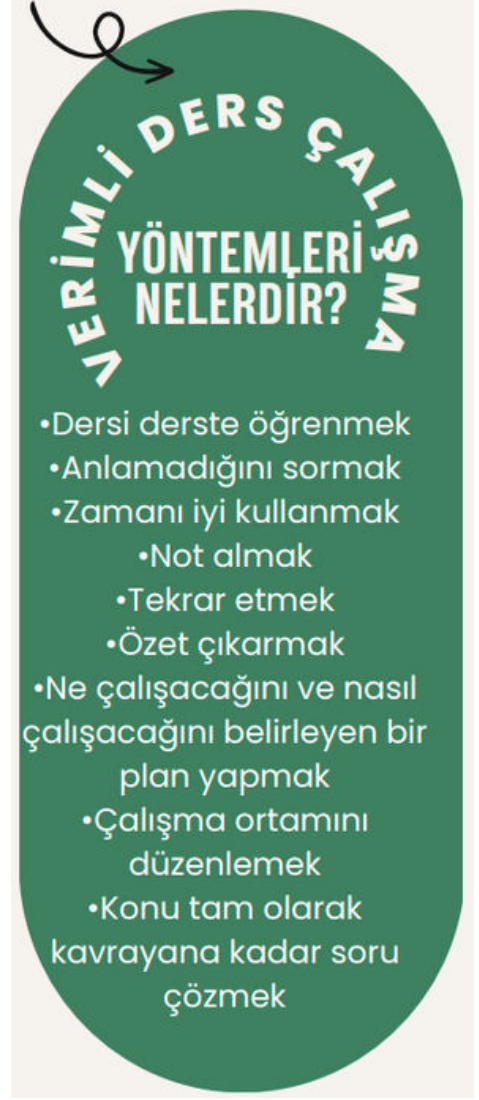 VERİMLİ DERS ÇALIŞMA
YÖNTEMLERİ
NELERDİR?
•Dersi derste öğrenmek
•Anlamadığını sormak
•Zamanı iyi kullanmak
•Not almak
•Tekrar etmek
•Özet çıkarmak
•Ne çalışacağını ve nasıl
çalışacağını belirleyen bir
plan yapmak
•Çalışma ortamını
düzenlemek
•Konu tam olarak
kavrayana kadar soru
çözmek